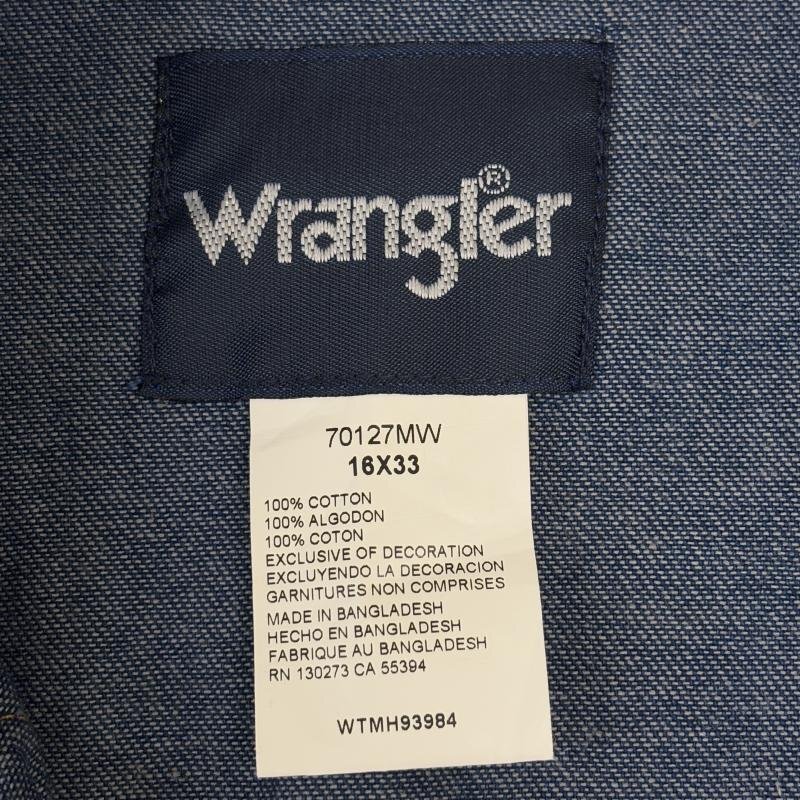 Wrangler®
70127MW
16X33
100% COTTON
100% ALGODON
100% COTON
EXCLUSIVE OF DECORATION
EXCLUYENDO LA DECORACION
GARNITURES NON COMPRISES
MADE IN BANGLADESH
HECHO EN BANGLADESH
FABRIQUE AU BANGLADESH
RN 130273 CA 55394
WTMH93984